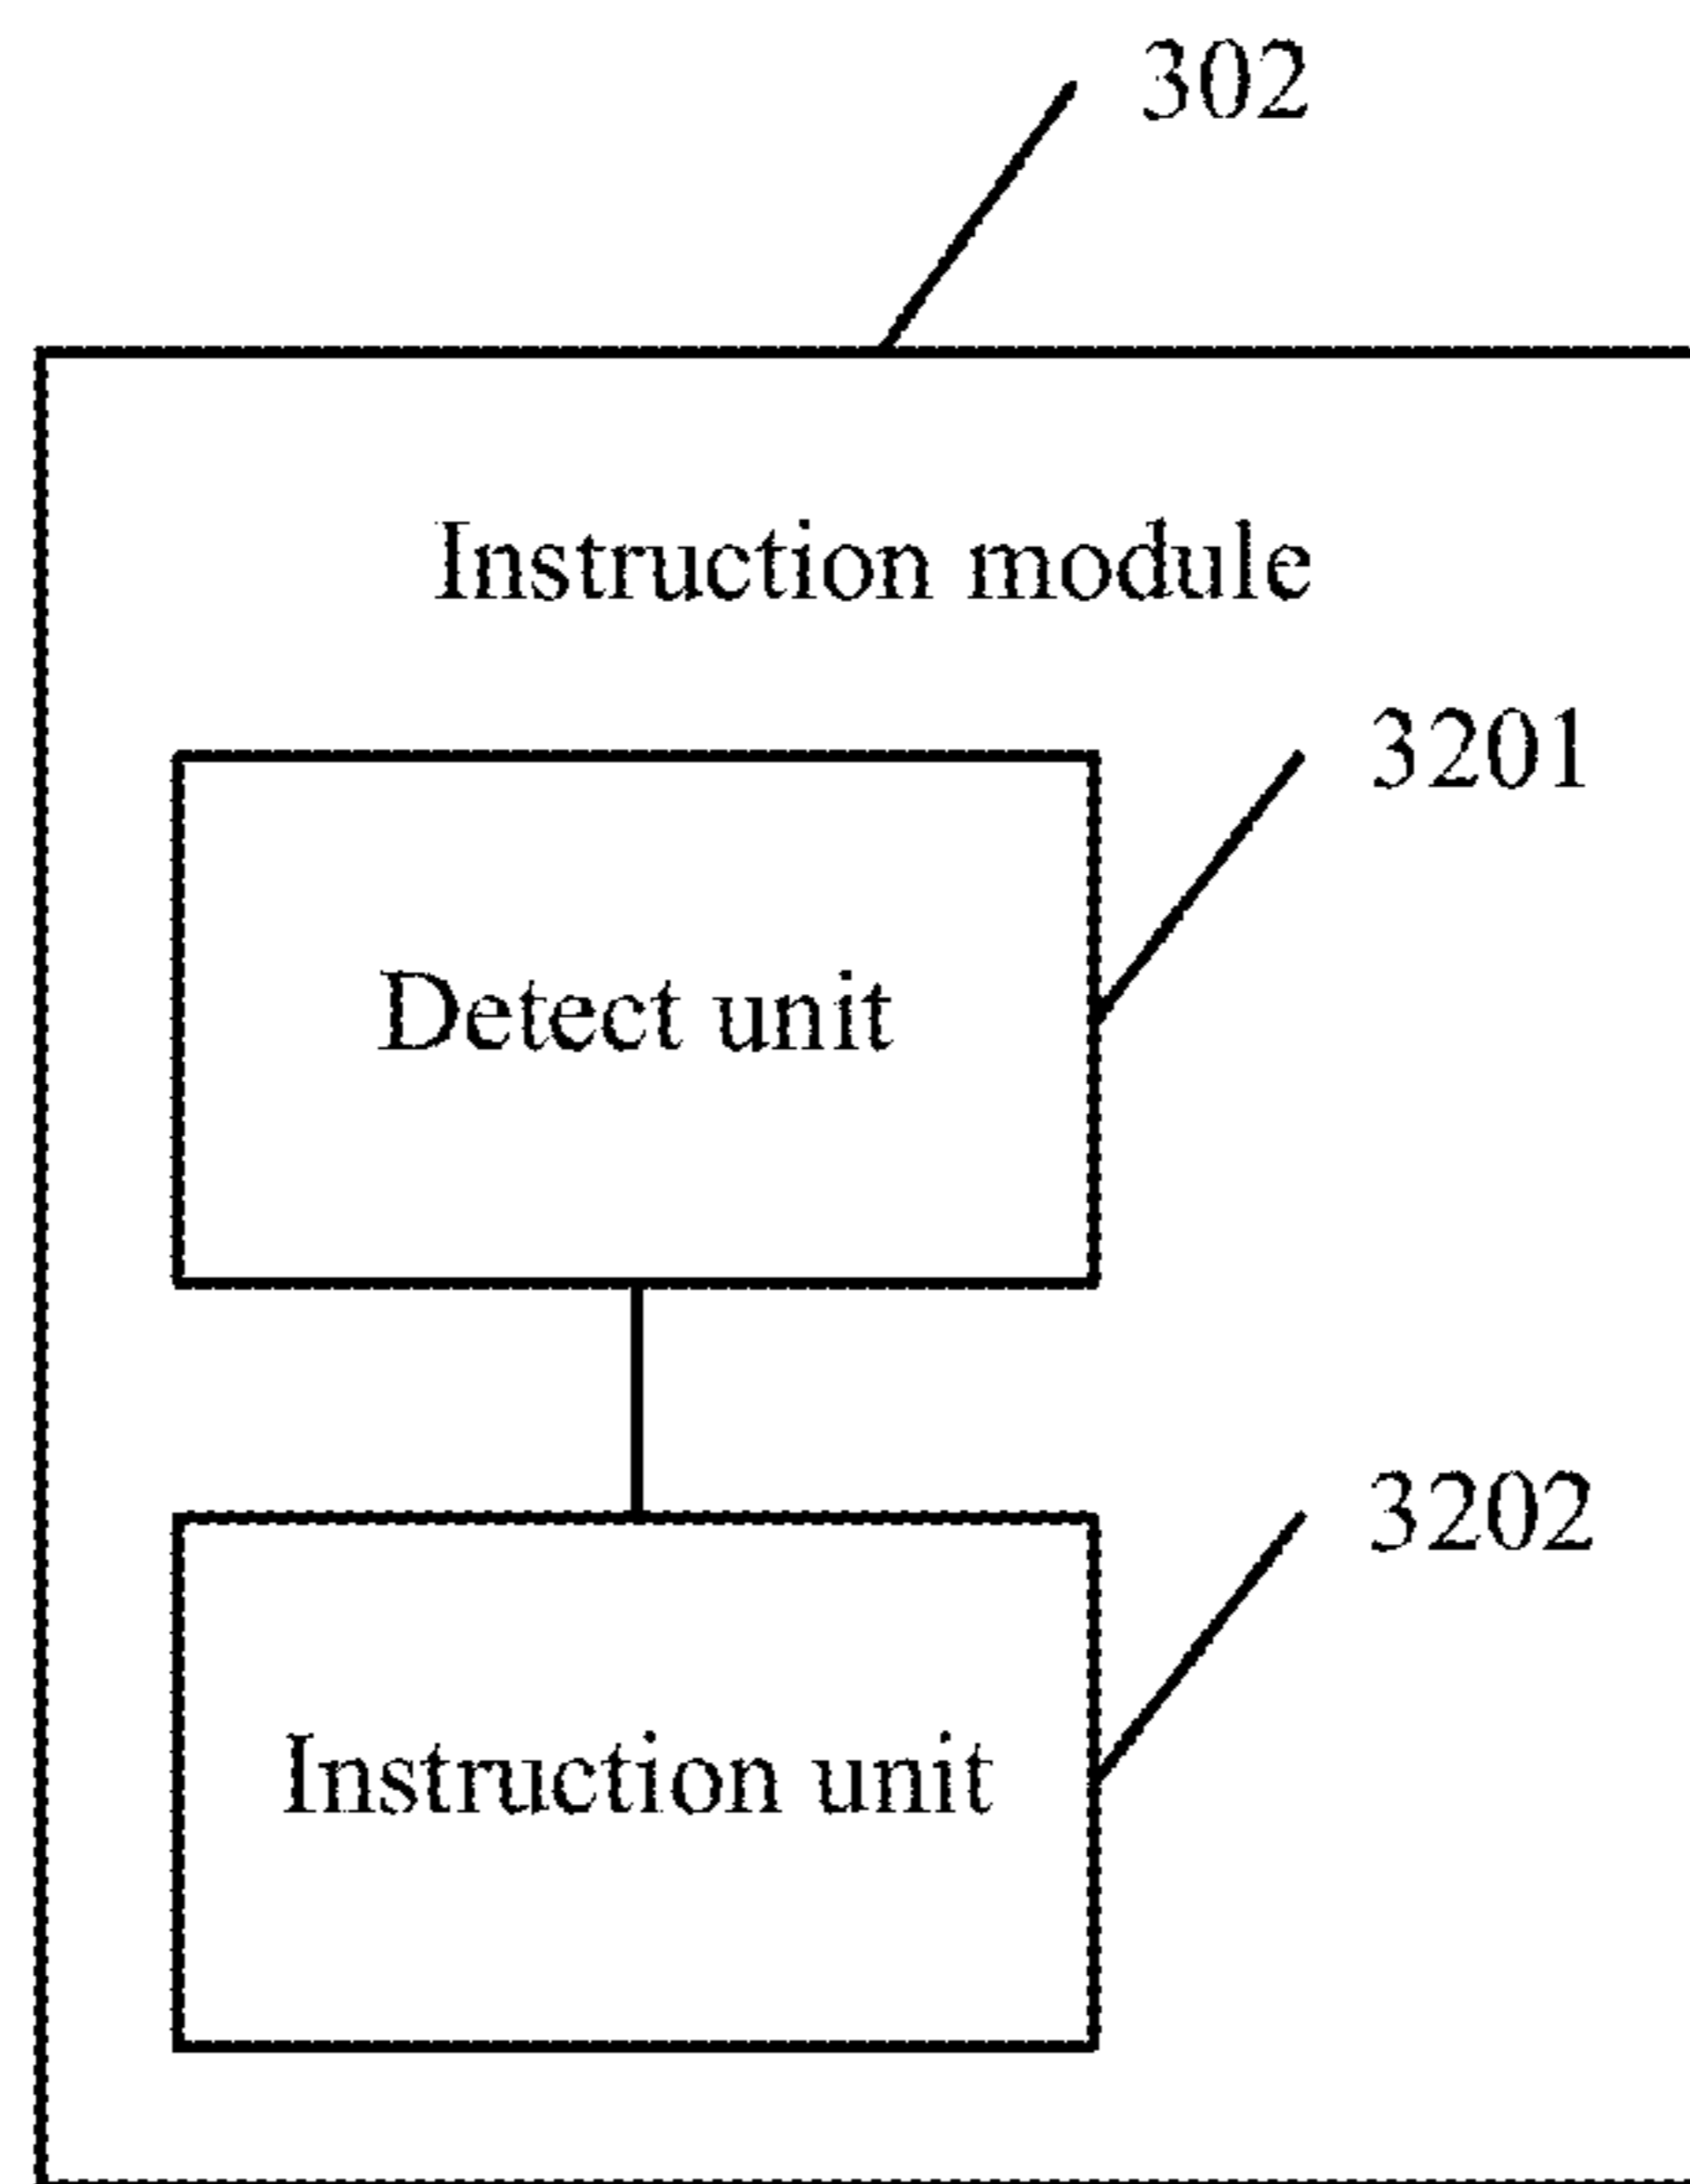 302
Instruction module
3201
Detect unit
3202
Instruction unit